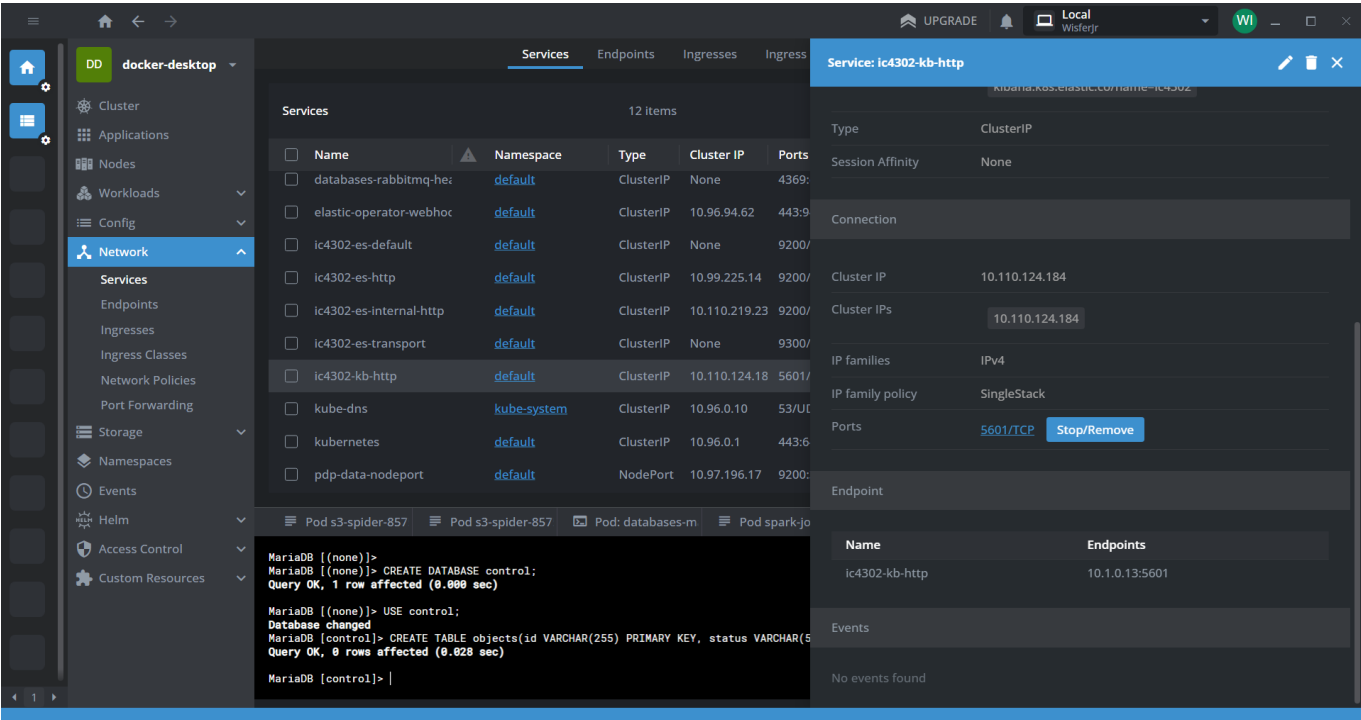 UPGRADE
Local
Wisferjr
WI
DD docker-desktop
Cluster
Applications
Nodes
Workloads
Config
Network
Services
Endpoints
Ingresses
Ingress Classes
Network Policies
Port Forwarding
Storage
Namespaces
Events
HELM Helm
Access Control
Custom Resources
1
Services Endpoints Ingresses Ingress
Services 12 items
Name Namespace Type Cluster IP Ports
databases-rabbitmq-hea default ClusterIP None 4369:
elastic-operator-webhoc default ClusterIP 10.96.94.62 443:9
ic4302-es-default default ClusterIP None 9200/
ic4302-es-http default ClusterIP 10.99.225.14 9200/
ic4302-es-internal-http default ClusterIP 10.110.219.23 9200/
ic4302-es-transport default ClusterIP None 9300/
ic4302-kb-http default ClusterIP 10.110.124.18 5601/
kube-dns kube-system ClusterIP 10.96.0.10 53/UD
kubernetes default ClusterIP 10.96.0.1 443:6
pdp-data-nodeport default NodePort 10.97.196.17 9200:
Pod s3-spider-857 Pod s3-spider-857 Pod: databases-m Pod spark-jo
MariaDB [(none)]>
MariaDB [(none)]> CREATE DATABASE control;
Query OK, 1 row affected (0.000 sec)
MariaDB [(none)]> USE control;
Database changed
MariaDB [control]> CREATE TABLE objects(id VARCHAR(255) PRIMARY KEY, status VARCHAR(5
Query OK, 0 rows affected (0.028 sec)
MariaDB [control]>
Service: ic4302-kb-http
kibana.k8s.elastic.co/name=ic4302
Type ClusterIP
Session Affinity None
Connection
Cluster IP 10.110.124.184
Cluster IPs 10.110.124.184
IP families IPv4
IP family policy SingleStack
Ports 5601/TCP Stop/Remove
Endpoint
Name Endpoints
ic4302-kb-http 10.1.0.13:5601
Events
No events found